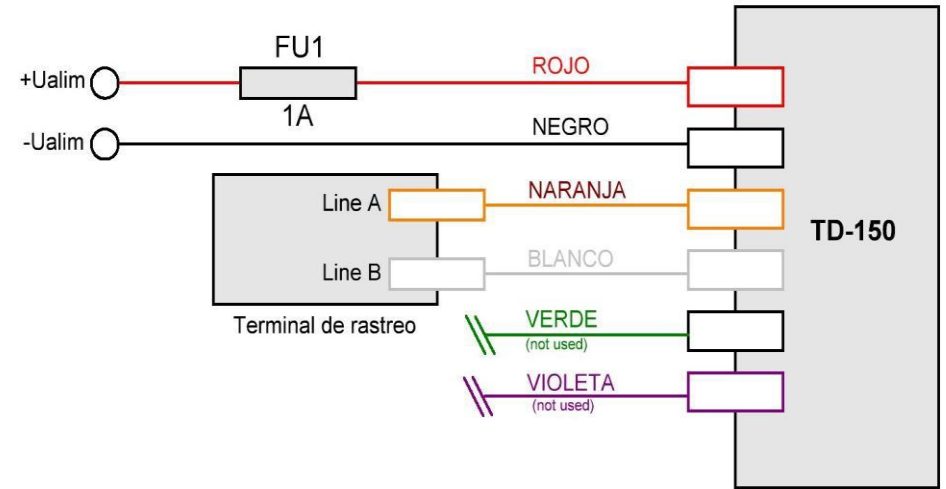 FU1
+Ualim
ROJO
1A
-Ualim
NEGRO
Line A
NARANJA
TD-150
Line B
BLANCO
Terminal de rastreo
VERDE
(not used)
VIOLETA
(not used)